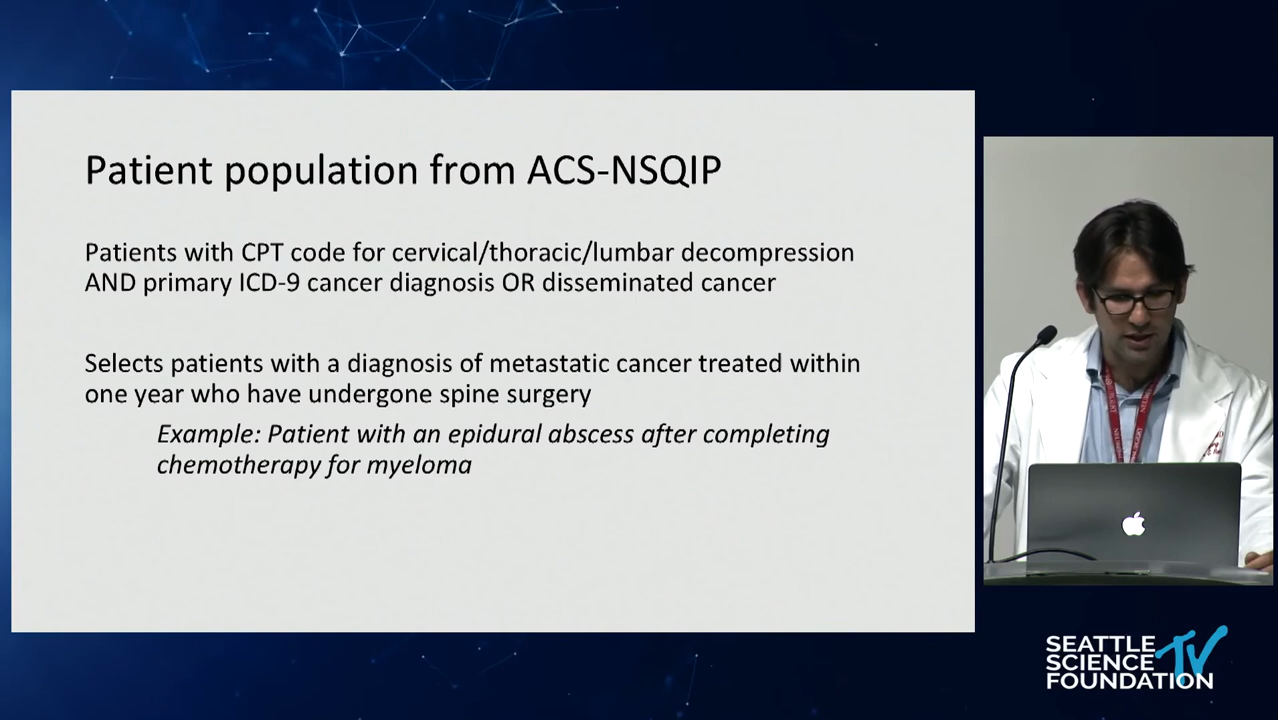 Patient population from ACS-NSQIP
Patients with CPT code for cervical/thoracic/lumbar decompression
AND primary ICD-9 cancer diagnosis OR disseminated cancer
Selects patients with a diagnosis of metastatic cancer treated within
one year who have undergone spine surgery
Example: Patient with an epidural abscess after completing
chemotherapy for myeloma
SEATTLE
SCIENCE
FOUNDATION
TV